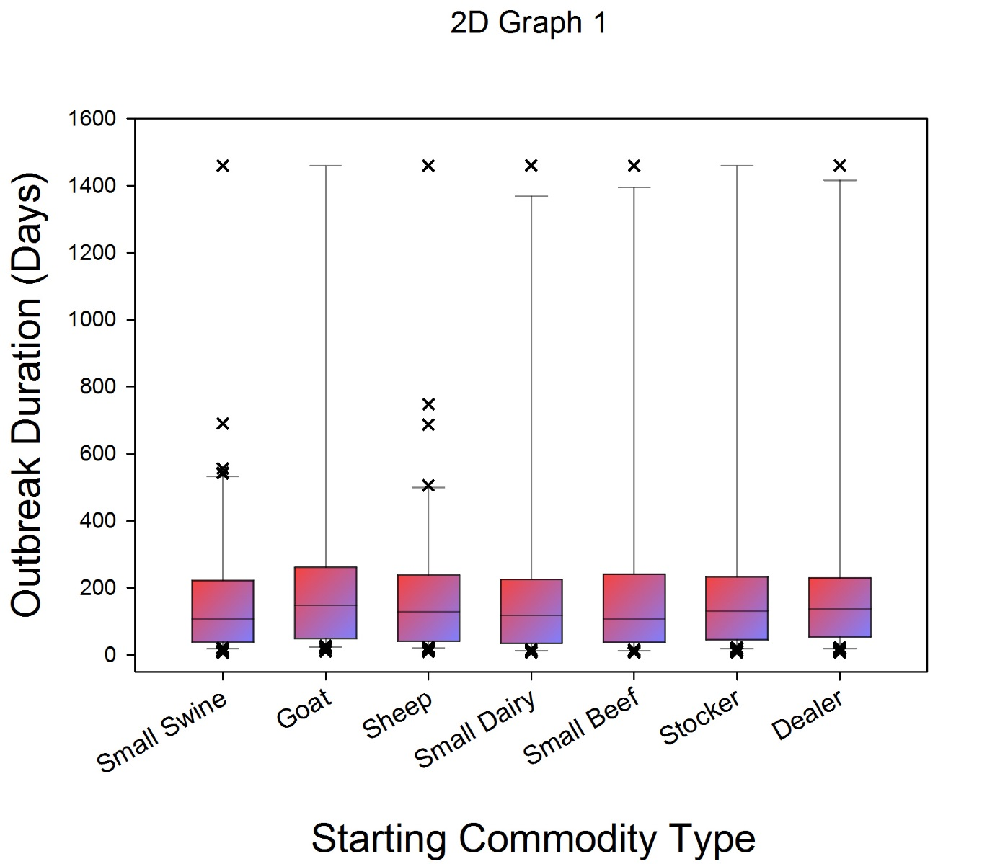 2D Graph 1
Outbreak Duration (Days)
1600
1400
1200
1000
800
600
400
200
0
Small Swine
Goat
Sheep
Small Dairy
Small Beef
Stocker
Dealer
Starting Commodity Type